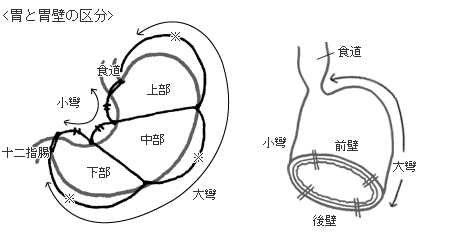 <胃と胃壁の区分>
※
食道
上部
小彎
中部
十二指腸
下部
※
※
大彎
食道
小彎
前壁
大彎
後壁